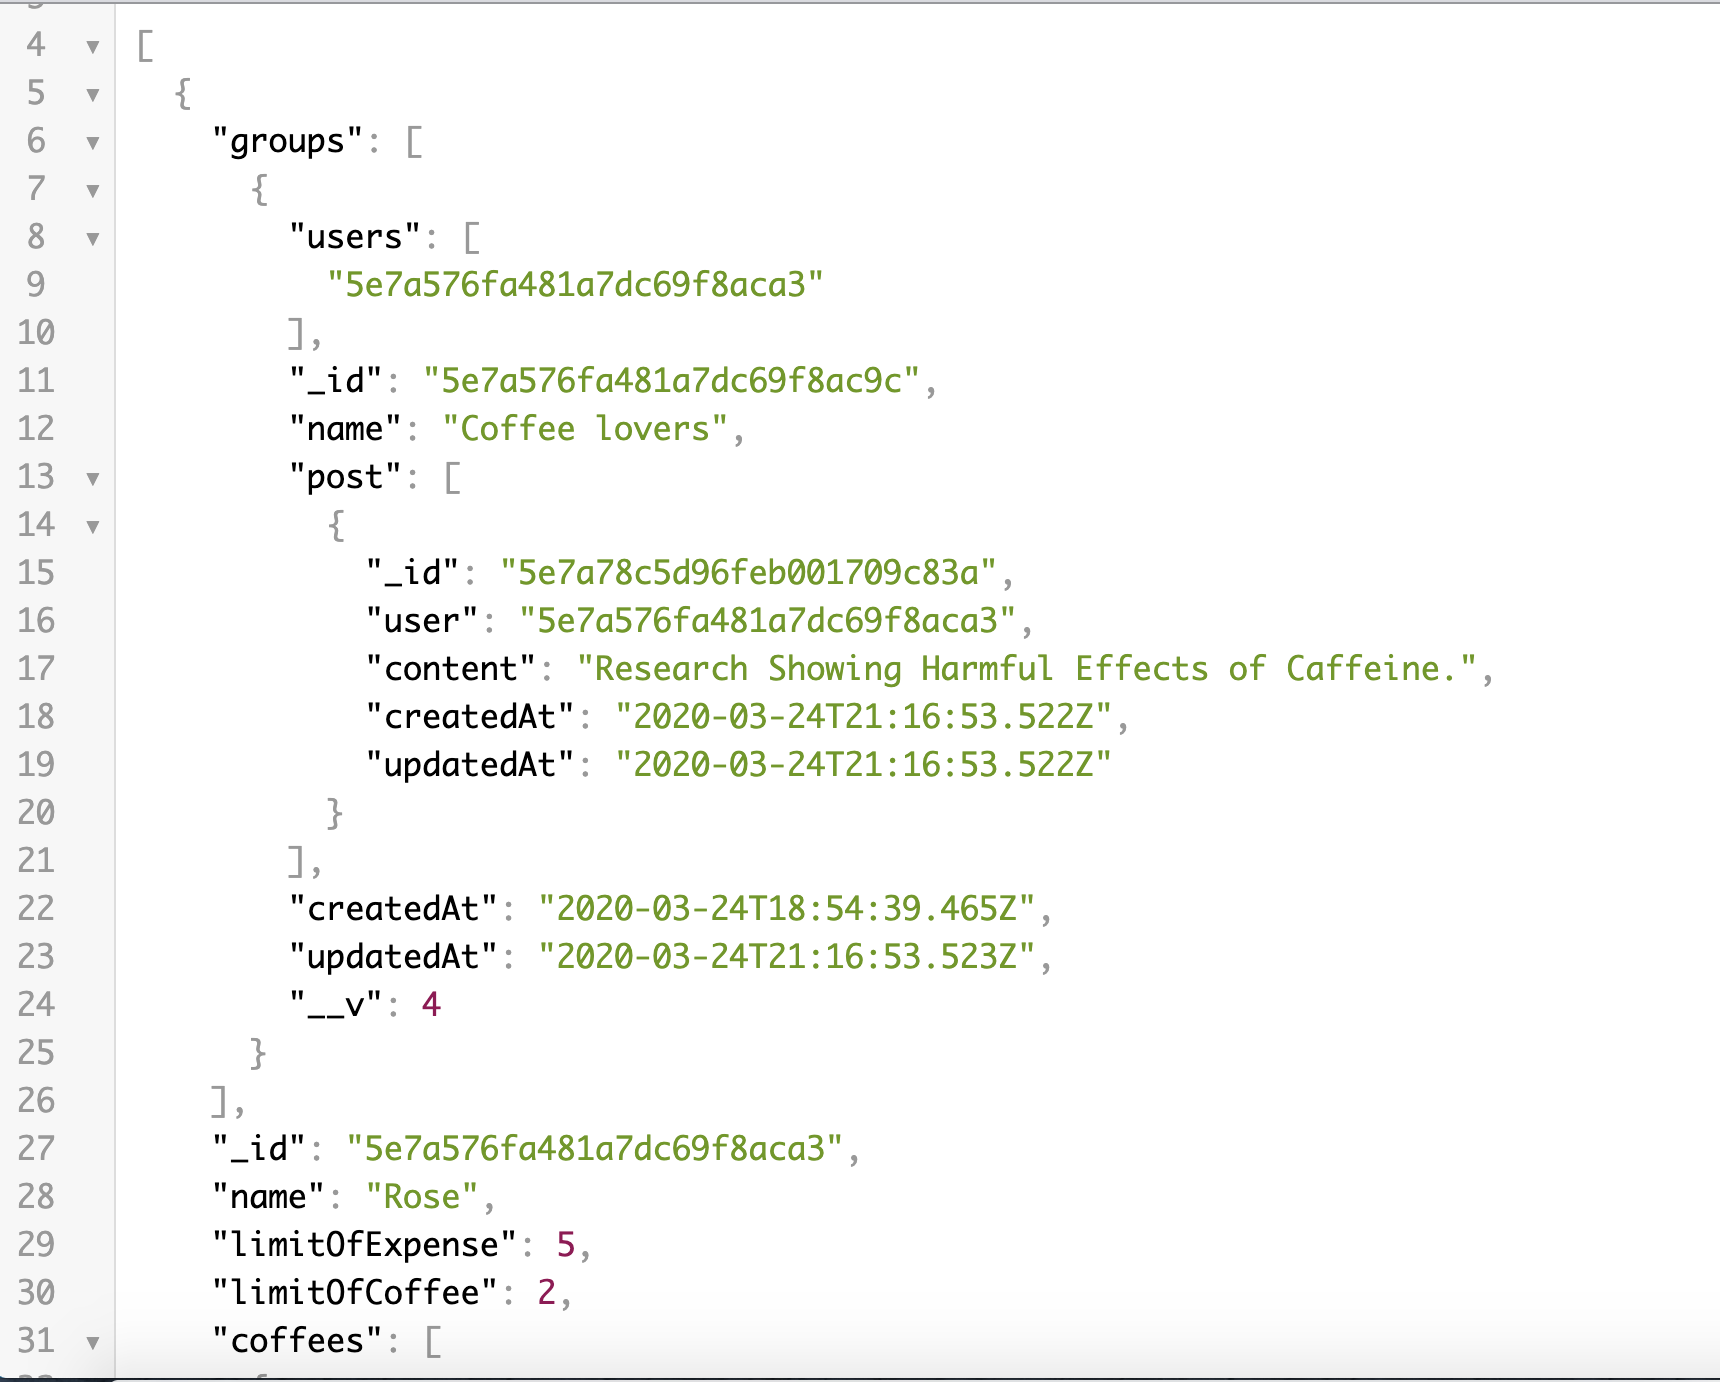 4 [
5 {
6 "groups": [
7 {
8 "users": [
9 "5e7a576fa481a7dc69f8aca3"
10 ],
11 "_id": "5e7a576fa481a7dc69f8ac9c",
12 "name": "Coffee lovers",
13 "post": [
14 {
15 "_id": "5e7a78c5d96feb001709c83a",
16 "user": "5e7a576fa481a7dc69f8aca3",
17 "content": "Research Showing Harmful Effects of Caffeine.",
18 "createdAt": "2020-03-24T21:16:53.522Z",
19 "updatedAt": "2020-03-24T21:16:53.522Z"
20 }
21 ],
22 "createdAt": "2020-03-24T18:54:39.465Z",
23 "updatedAt": "2020-03-24T21:16:53.523Z",
24 "__v": 4
25 }
26 ],
27 "_id": "5e7a576fa481a7dc69f8aca3",
28 "name": "Rose",
29 "limitOfExpense": 5,
30 "limitOfCoffee": 2,
31 "coffees": [